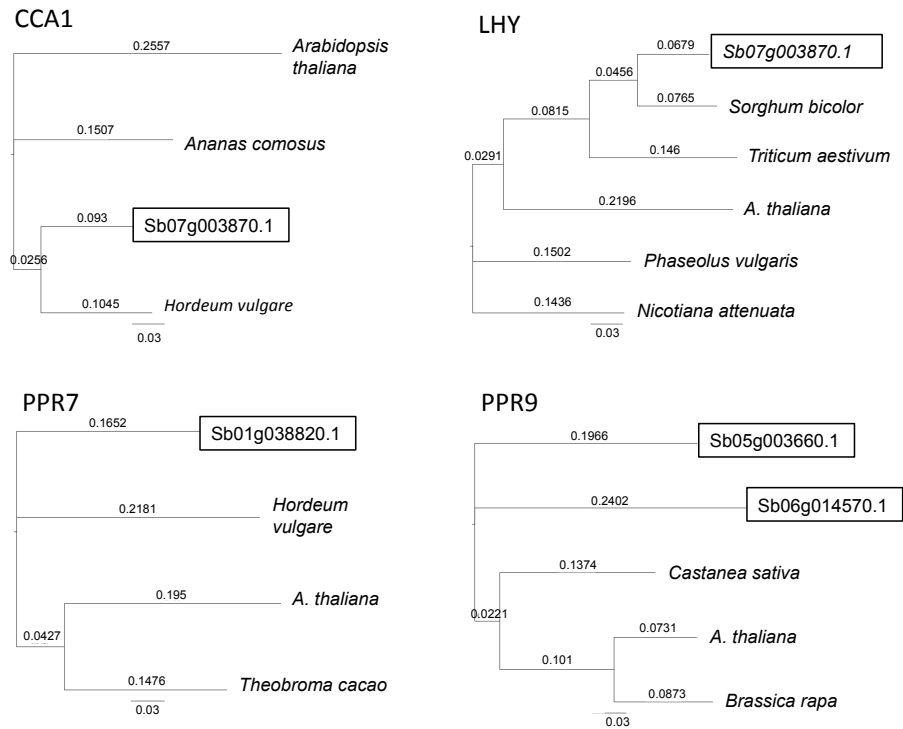 CCA1
0.2557
Arabidopsis
thaliana
0.1507
Ananas comosus
0.093
Sb07g003870.1
0.0256
0.1045
Hordeum vulgare
0.03
LHY
0.0679
Sb07g003870.1
0.0456
0.0765
Sorghum bicolor
0.0815
0.146
Triticum aestivum
0.0291
0.2196
A. thaliana
0.1502
Phaseolus vulgaris
0.1436
Nicotiana attenuata
0.03
PPR7
0.1652
Sb01g038820.1
0.2181
Hordeum
vulgare
0.195
A. thaliana
0.0427
0.1476
Theobroma cacao
0.03
PPR9
0.1966
Sb05g003660.1
0.2402
Sb06g014570.1
0.1374
Castanea sativa
0.0221
0.0731
A. thaliana
0.101
0.0873
Brassica rapa
0.03